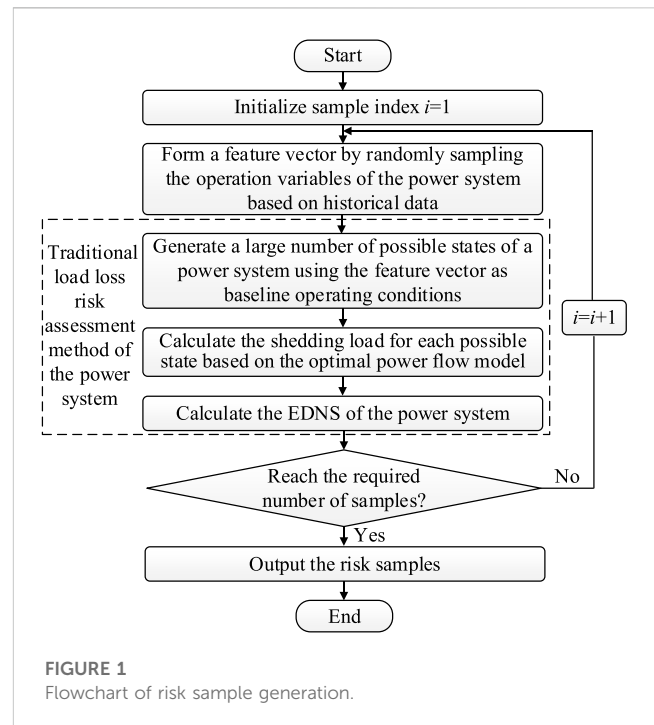 Start
Initialize sample index i=1
Form a feature vector by randomly sampling
the operation variables of the power system
based on historical data
Traditional
load loss
risk
assessment
method of
the power
system
Generate a large number of possible states of a
power system using the feature vector as
baseline operating conditions
Calculate the shedding load for each possible
state based on the optimal power flow model
Calculate the EDNS of the power system
i=i+1
Reach the required
number of samples?
No
Yes
Output the risk samples
End
FIGURE 1
Flowchart of risk sample generation.